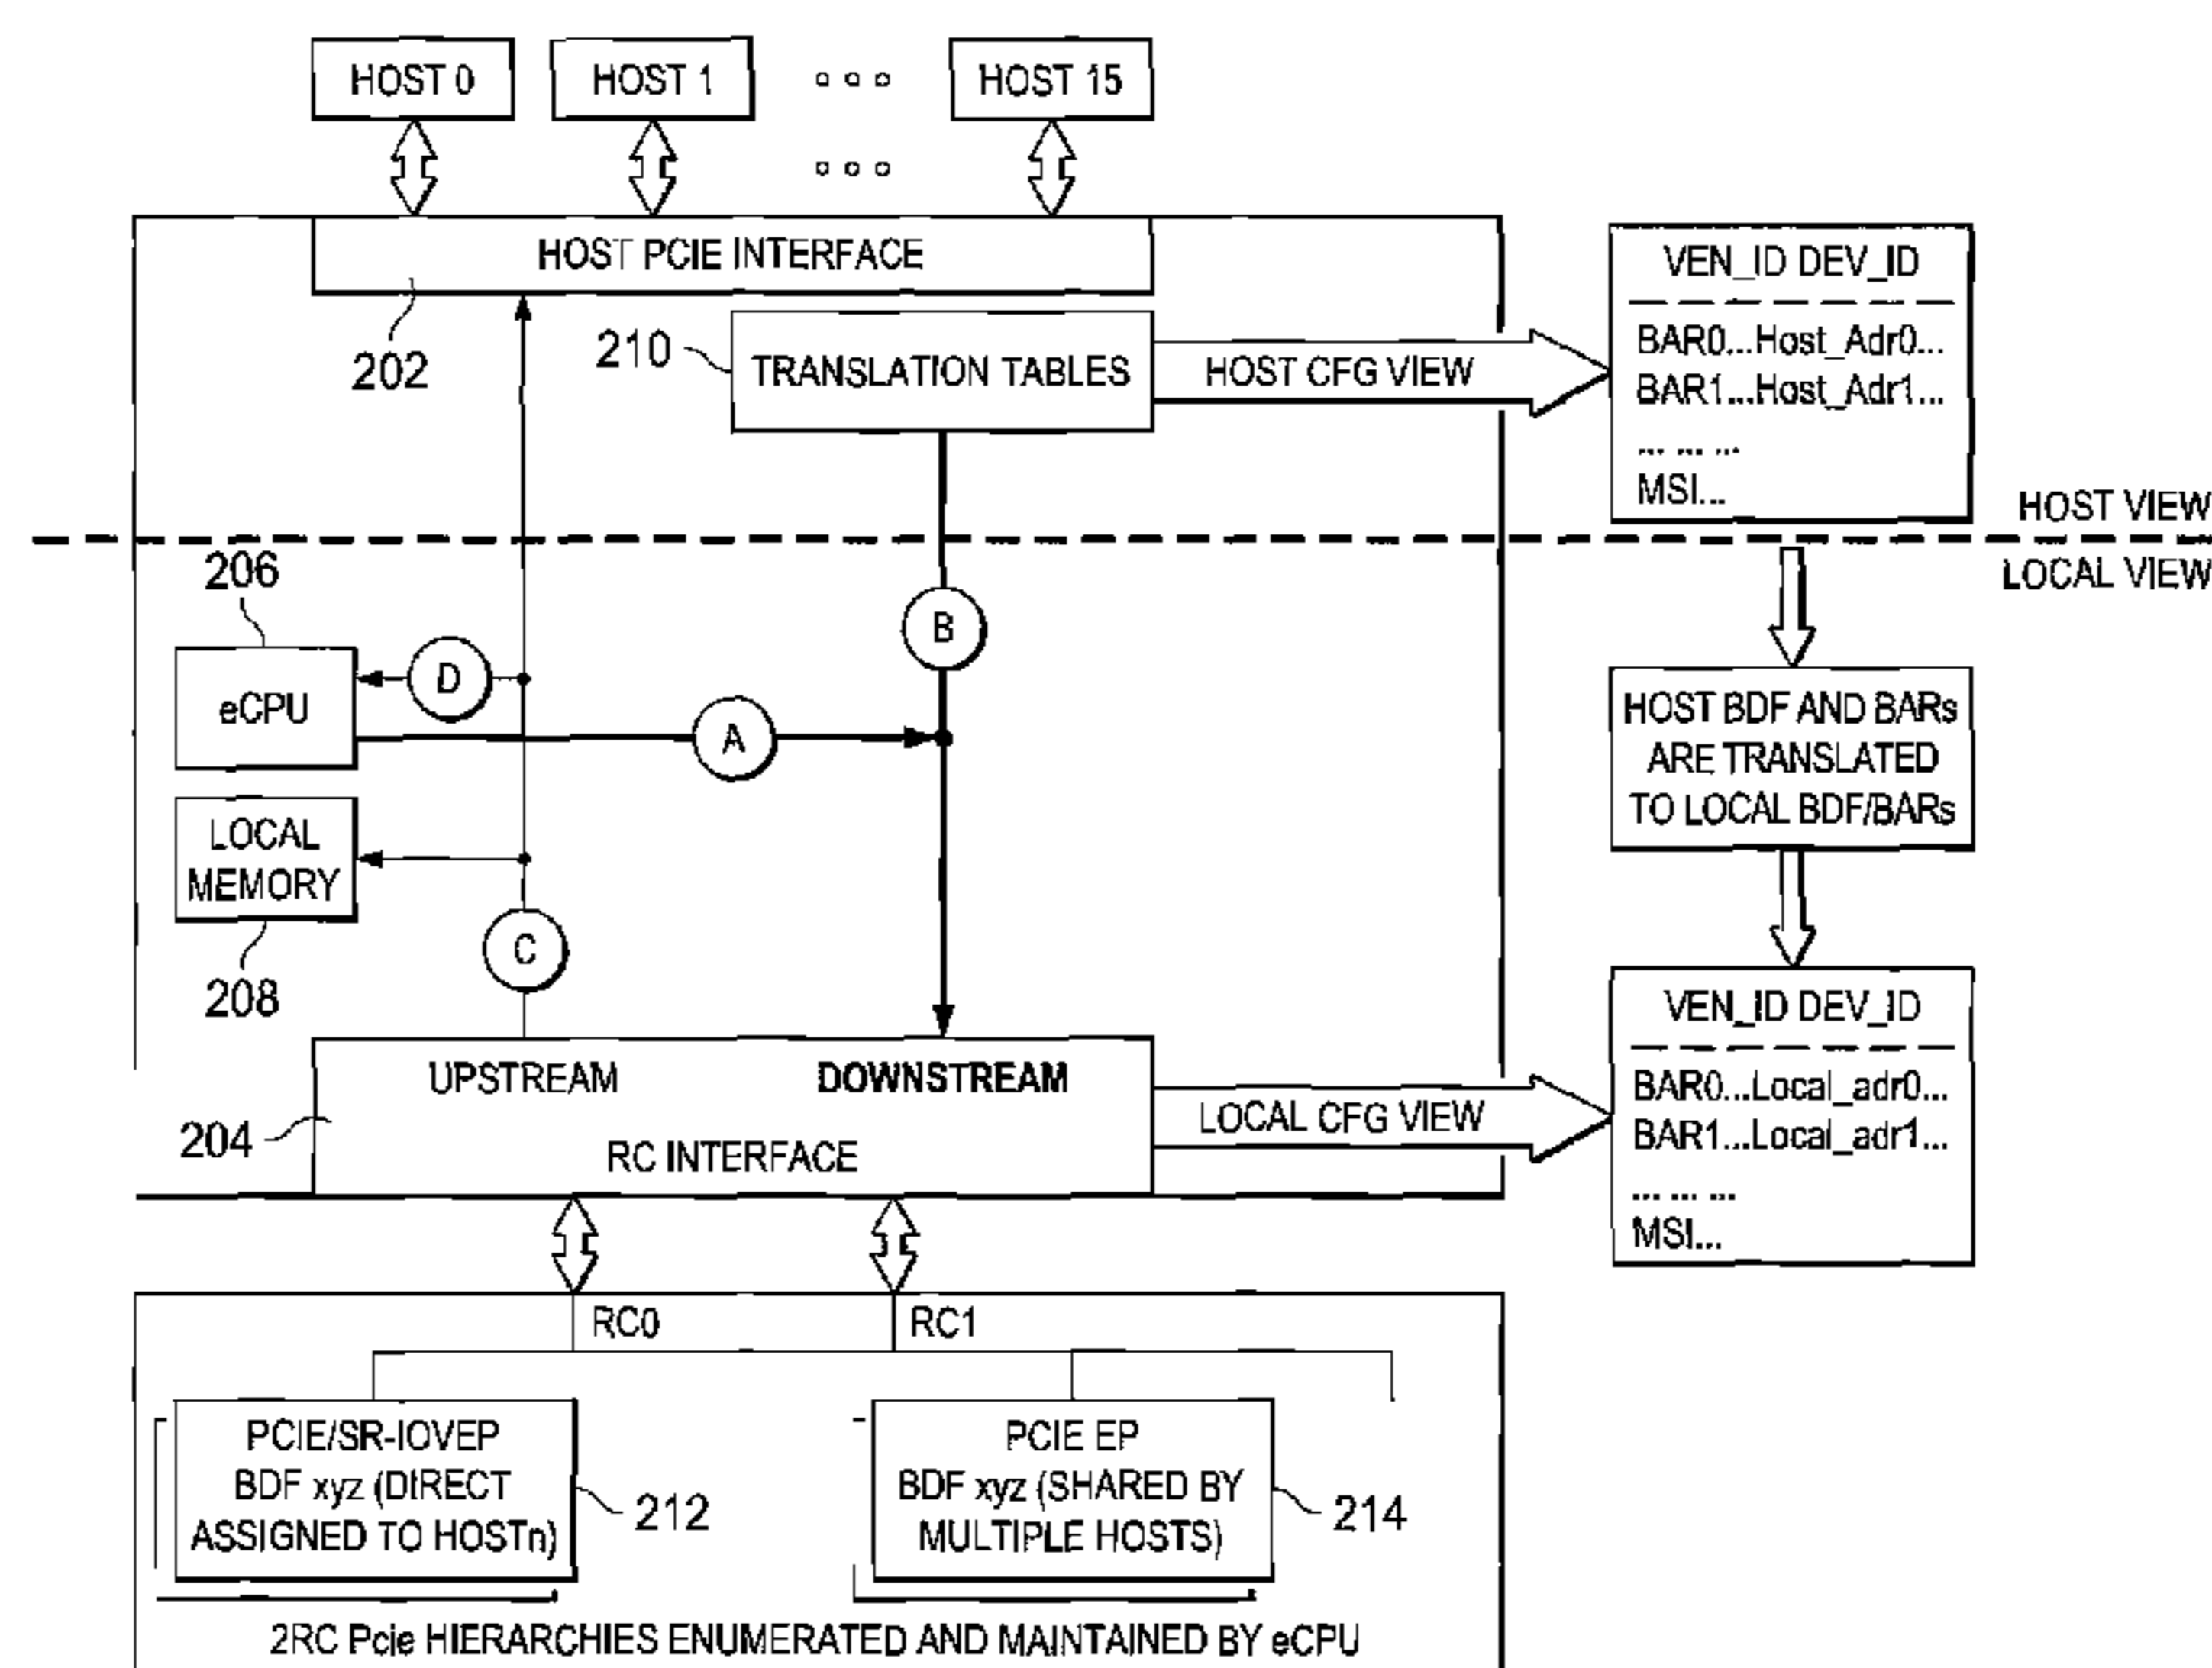 HOST 0
HOST 1
HOST 15
HOST PCIE INTERFACE
202
210
TRANSLATION TABLES
HOST CFG VIEW
VEN_ID DEV_ID
BAR0...Host_Adr0...
BAR1...Host_Adr1...
... ... ...
MSI...
HOST VIEW
LOCAL VIEW
206
eCPU
D
B
A
LOCAL
MEMORY
208
C
HOST BDF AND BARs
ARE TRANSLATED
TO LOCAL BDF/BARs
UPSTREAM
DOWNSTREAM
204
RC INTERFACE
LOCAL CFG VIEW
VEN_ID DEV_ID
BAR0...Local_adr0...
BAR1...Local_adr1...
... ... ...
MSI...
RC0
RC1
PCIE/SR-IOVEP
BDF xyz (DIRECT
ASSIGNED TO HOSTn)
212
PCIE EP
BDF xyz (SHARED BY
MULTIPLE HOSTS)
214
2RC Pcie HIERARCHIES ENUMERATED AND MAINTAINED BY eCPU